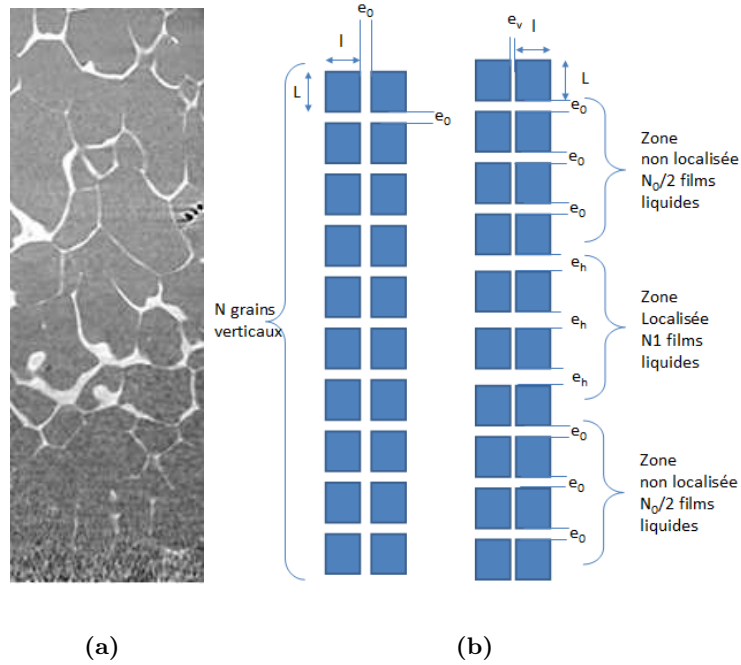 e₀
l
L
e₀
N grains
verticaux
eᵥ
l
L
e₀
e₀
e₀
Zone
non localisée
N₀/2 films
liquides
eₕ
eₕ
eₕ
Zone
Localisée
N1 films
liquides
e₀
e₀
e₀
Zone
non localisée
N₀/2 films
liquides
(a)
(b)